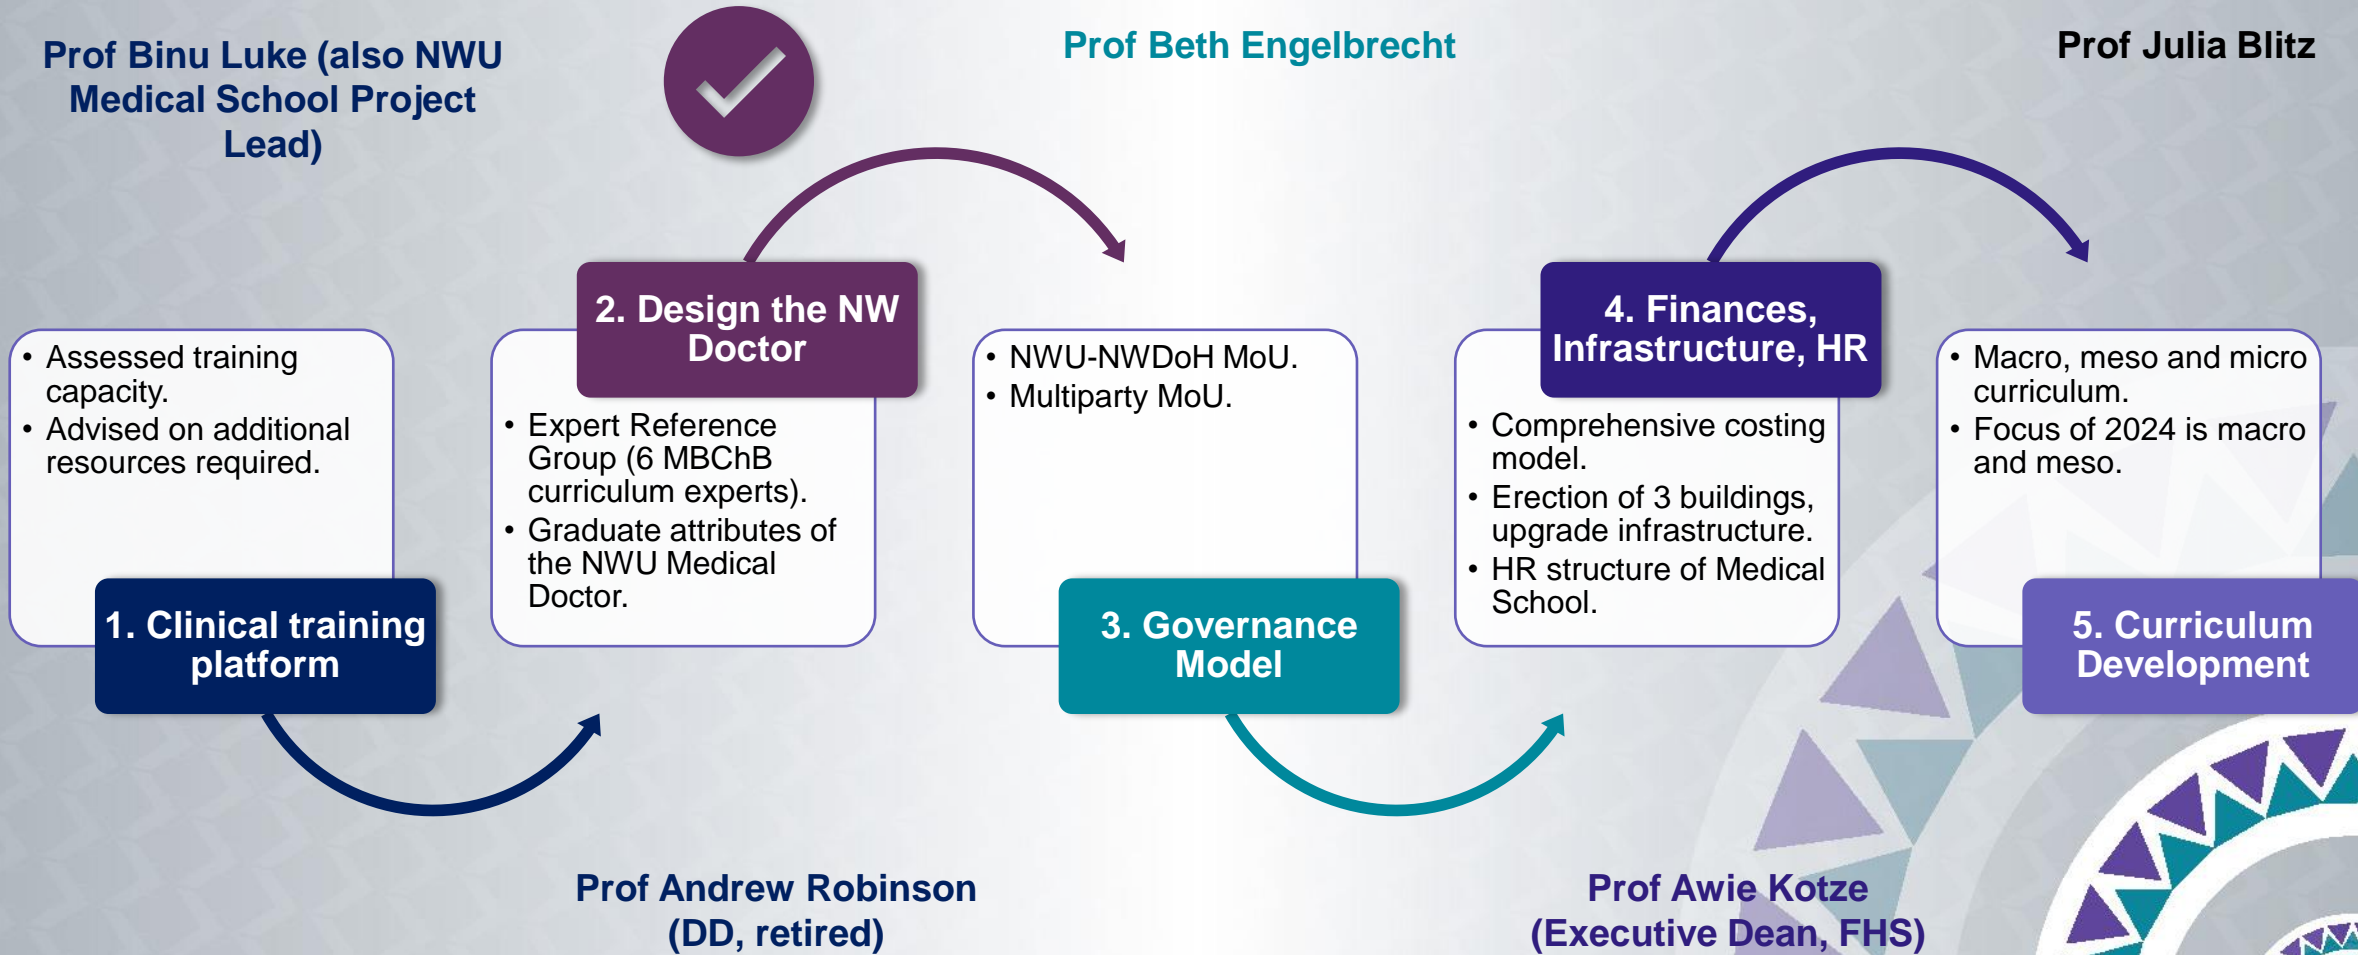 Prof Binu Luke (also NWU
Medical School Project
Lead)
Prof Beth Engelbrecht
Prof Julia Blitz
• Assessed training
capacity.
• Advised on additional
resources required.
1. Clinical training
platform
2. Design the NW
Doctor
• Expert Reference
Group (6 MBChB
curriculum experts).
• Graduate attributes of
the NWU Medical
Doctor.
• NWU-NWDoH MoU.
• Multiparty MoU.
3. Governance
Model
4. Finances,
Infrastructure, HR
• Comprehensive costing
model.
• Erection of 3 buildings,
upgrade infrastructure.
• HR structure of Medical
School.
• Macro, meso and micro
curriculum.
• Focus of 2024 is macro
and meso.
5. Curriculum
Development
Prof Andrew Robinson
(DD, retired)
Prof Awie Kotze
(Executive Dean, FHS)